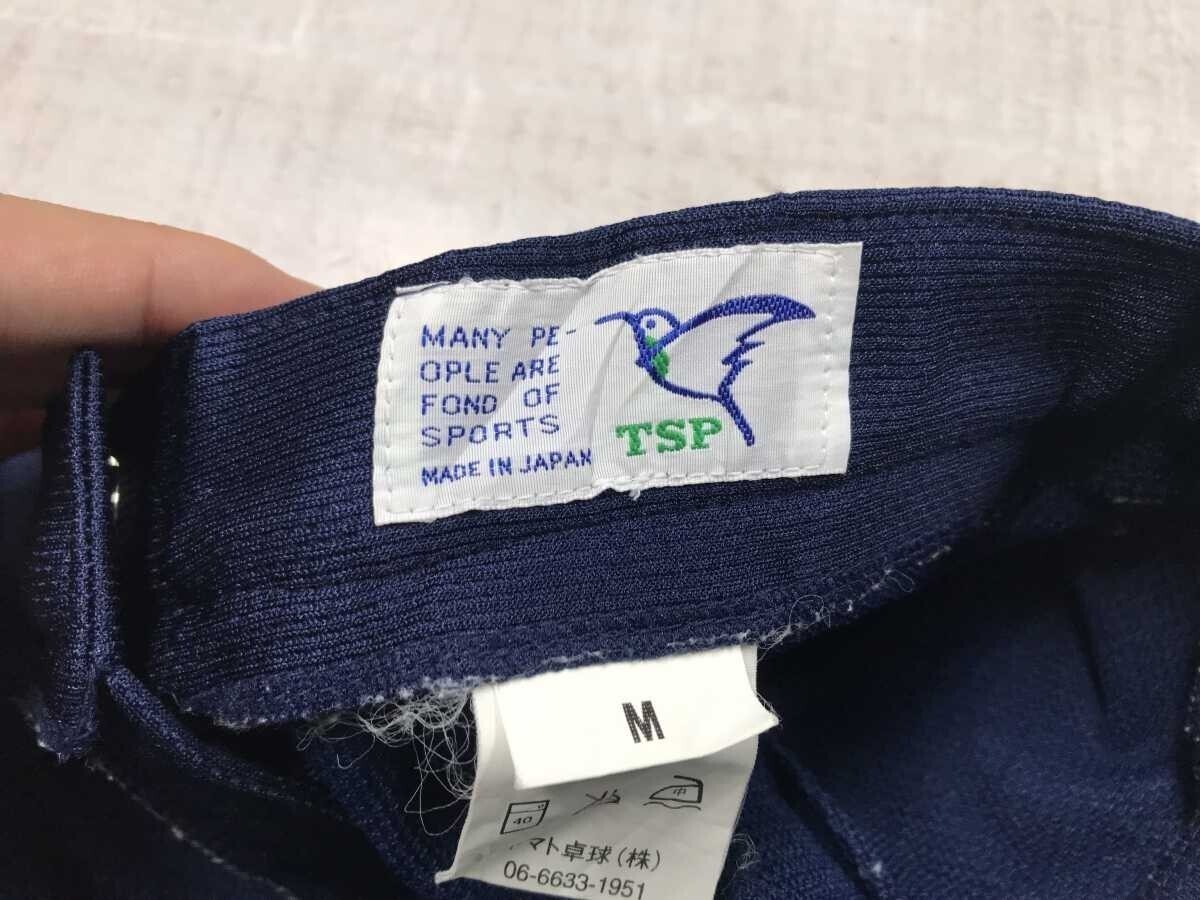 MANY PE-
OPLE ARE
FOND OF
SPORTS
MADE IN JAPAN
TSP
M
40
中
マト卓球(株)
06-6633-1951